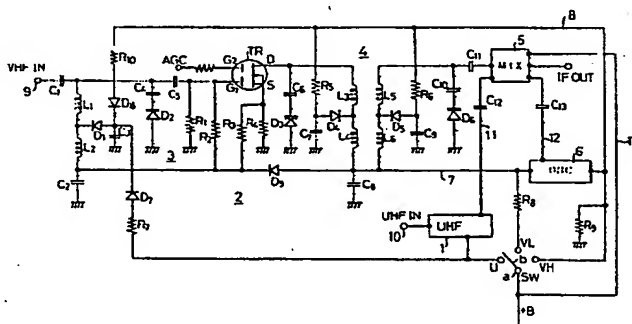 8
4
5
C11
MIX
R10
AGC
G2
TR
D
G1
S
VHF IN
9
C1
IF OUT
L1
C4
C5
C6
R5
L3
L5
R6
C10
C12
C13
D1
D2
R1
R2
R3
R4
D3
C7
D4
L4
D5
C9
D6
11
12
L2
L6
3
2
D9
7
OSC
6
C2
D7
C8
R8
R9
UHF IN
10
UHF
1
R7
U
VL
b
VH
a
SW
+B